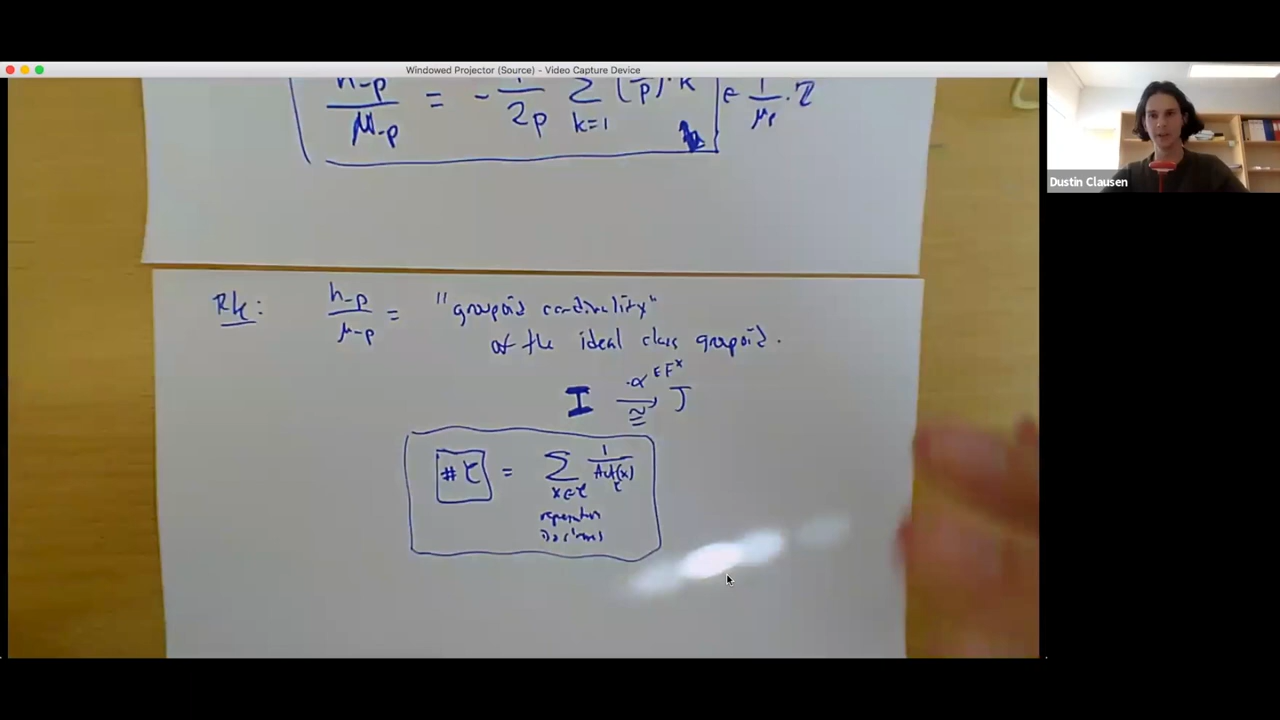 Windowed Projector (Source) - Video Capture Device
h-p / μ-p = - 1 / 2p ∑ k=1 ( / p) · k ∈ 1 / μp · Z
Dustin Clausen
Rk: h-p / μ-p = "groupoid cardinality"
of the ideal class groupoid.
I ·α ∈ F× ≅ → J
#C = ∑ x∈C 1 / Aut(x) C